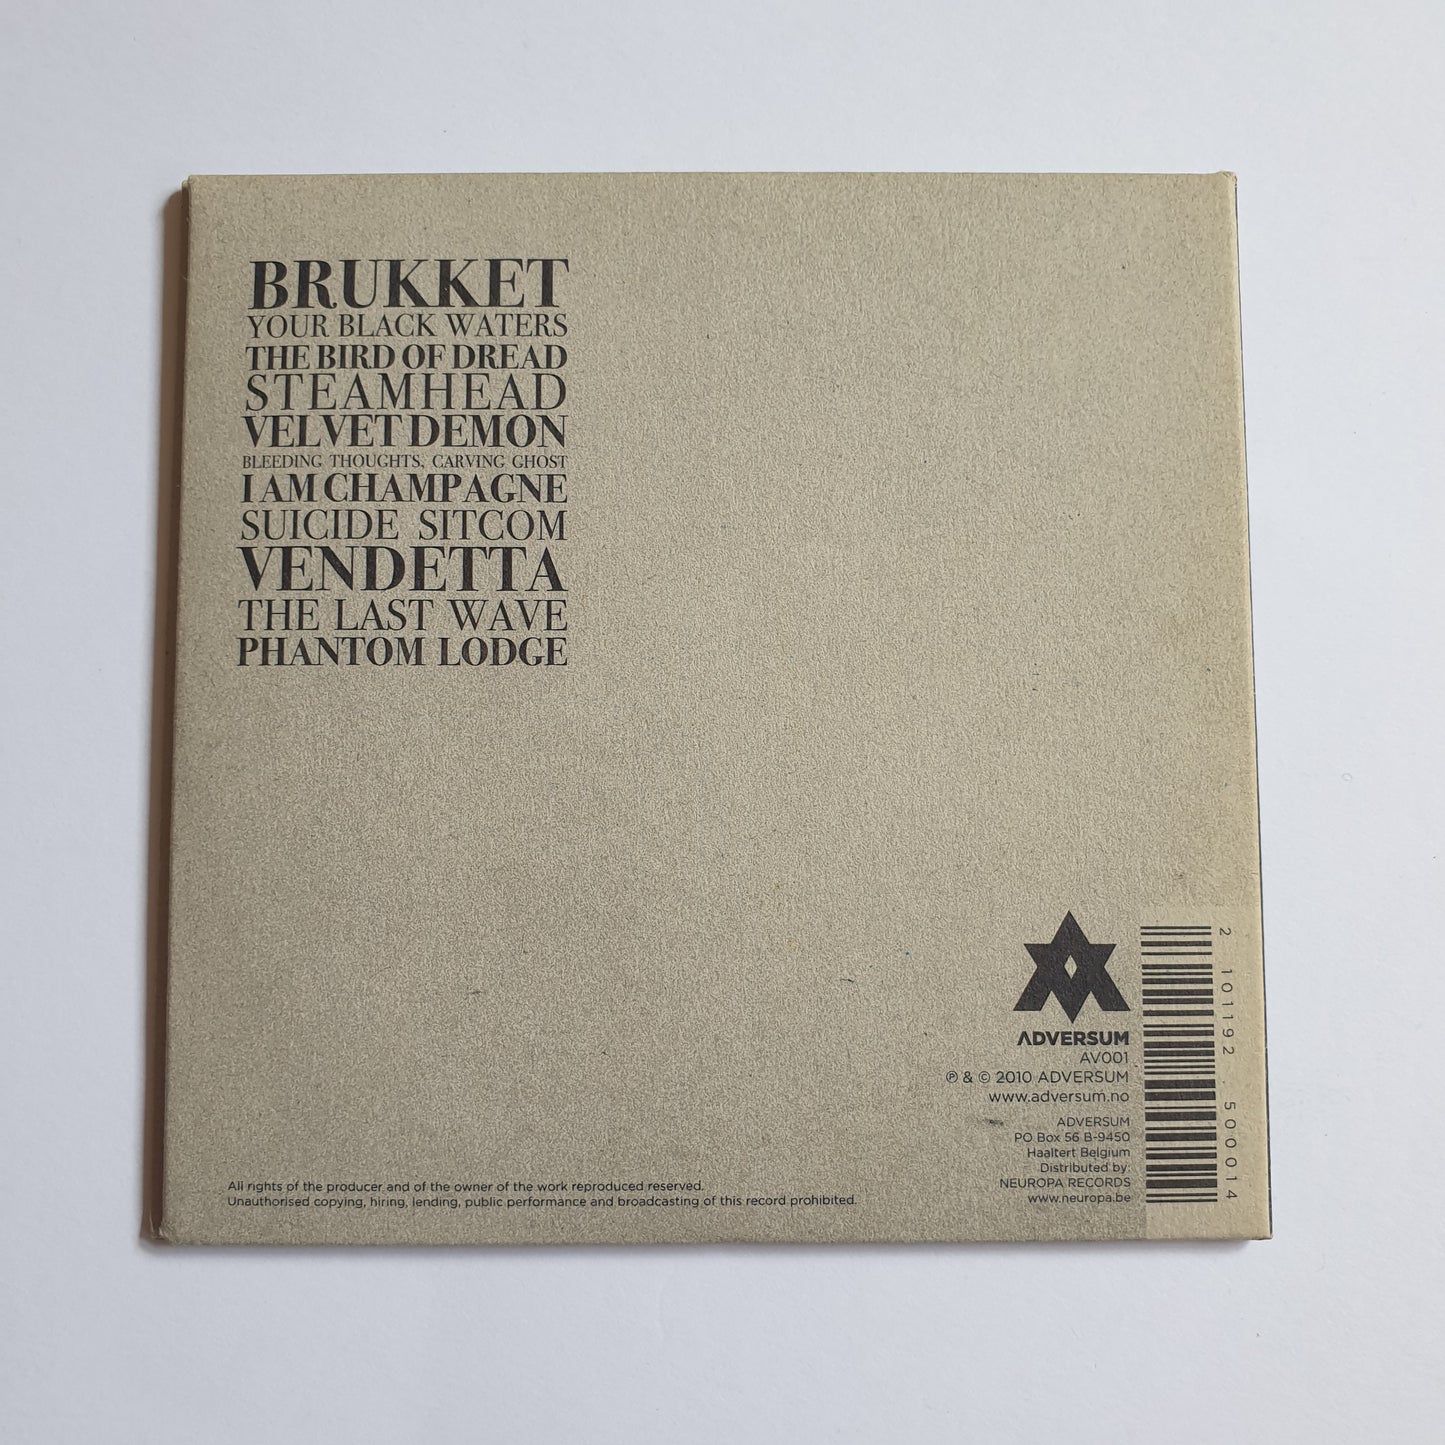 BRUKKET
YOUR BLACK WATERS
THE BIRD OF DREAD
STEAMHEAD
VELVET DEMON
BLEEDING THOUGHTS, CARVING GHOST
I AM CHAMPAGNE
SUICIDE SITCOM
VENDETTA
THE LAST WAVE
PHANTOM LODGE
ADVERSUM
AV001
℗ & © 2010 ADVERSUM
www.adversum.no
ADVERSUM
PO Box 56 B-9450
Haaltert Belgium
Distributed by:
NEUROPA RECORDS
www.neuropa.be
2 101192 500014
All rights of the producer and of the owner of the work reproduced reserved.
Unauthorised copying, hiring, lending, public performance and broadcasting of this record prohibited.